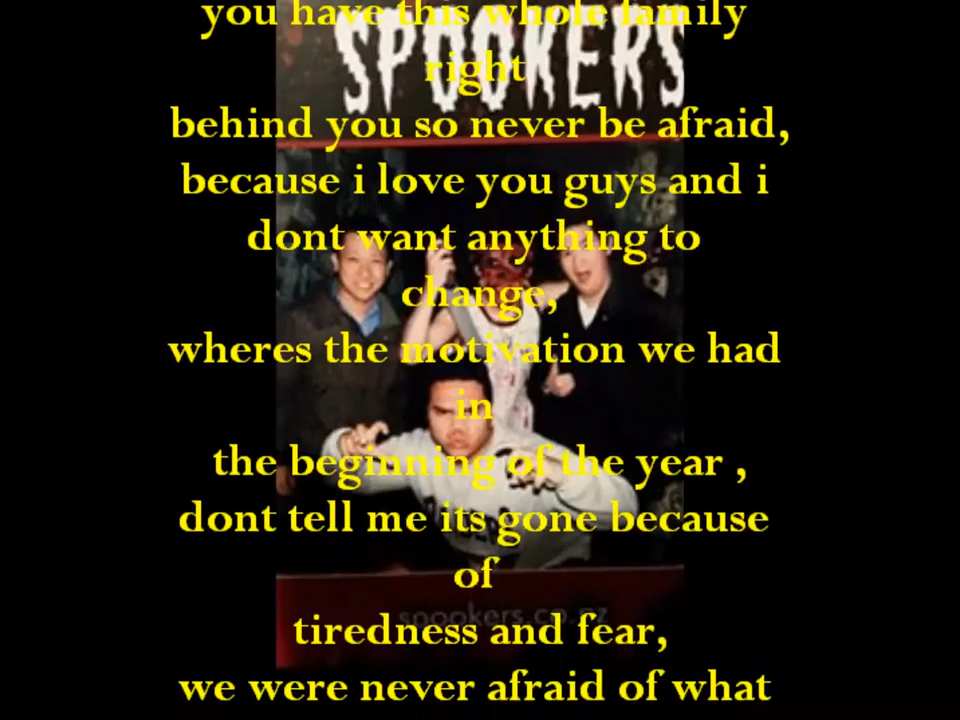 you have this whole family
SPOOKERS
right
behind you so never be afraid,
because i love you guys and i
dont want anything to
change,
wheres the motivation we had
in
the beginning of the year ,
dont tell me its gone because
of
spookers.co.nz
tiredness and fear,
we were never afraid of what